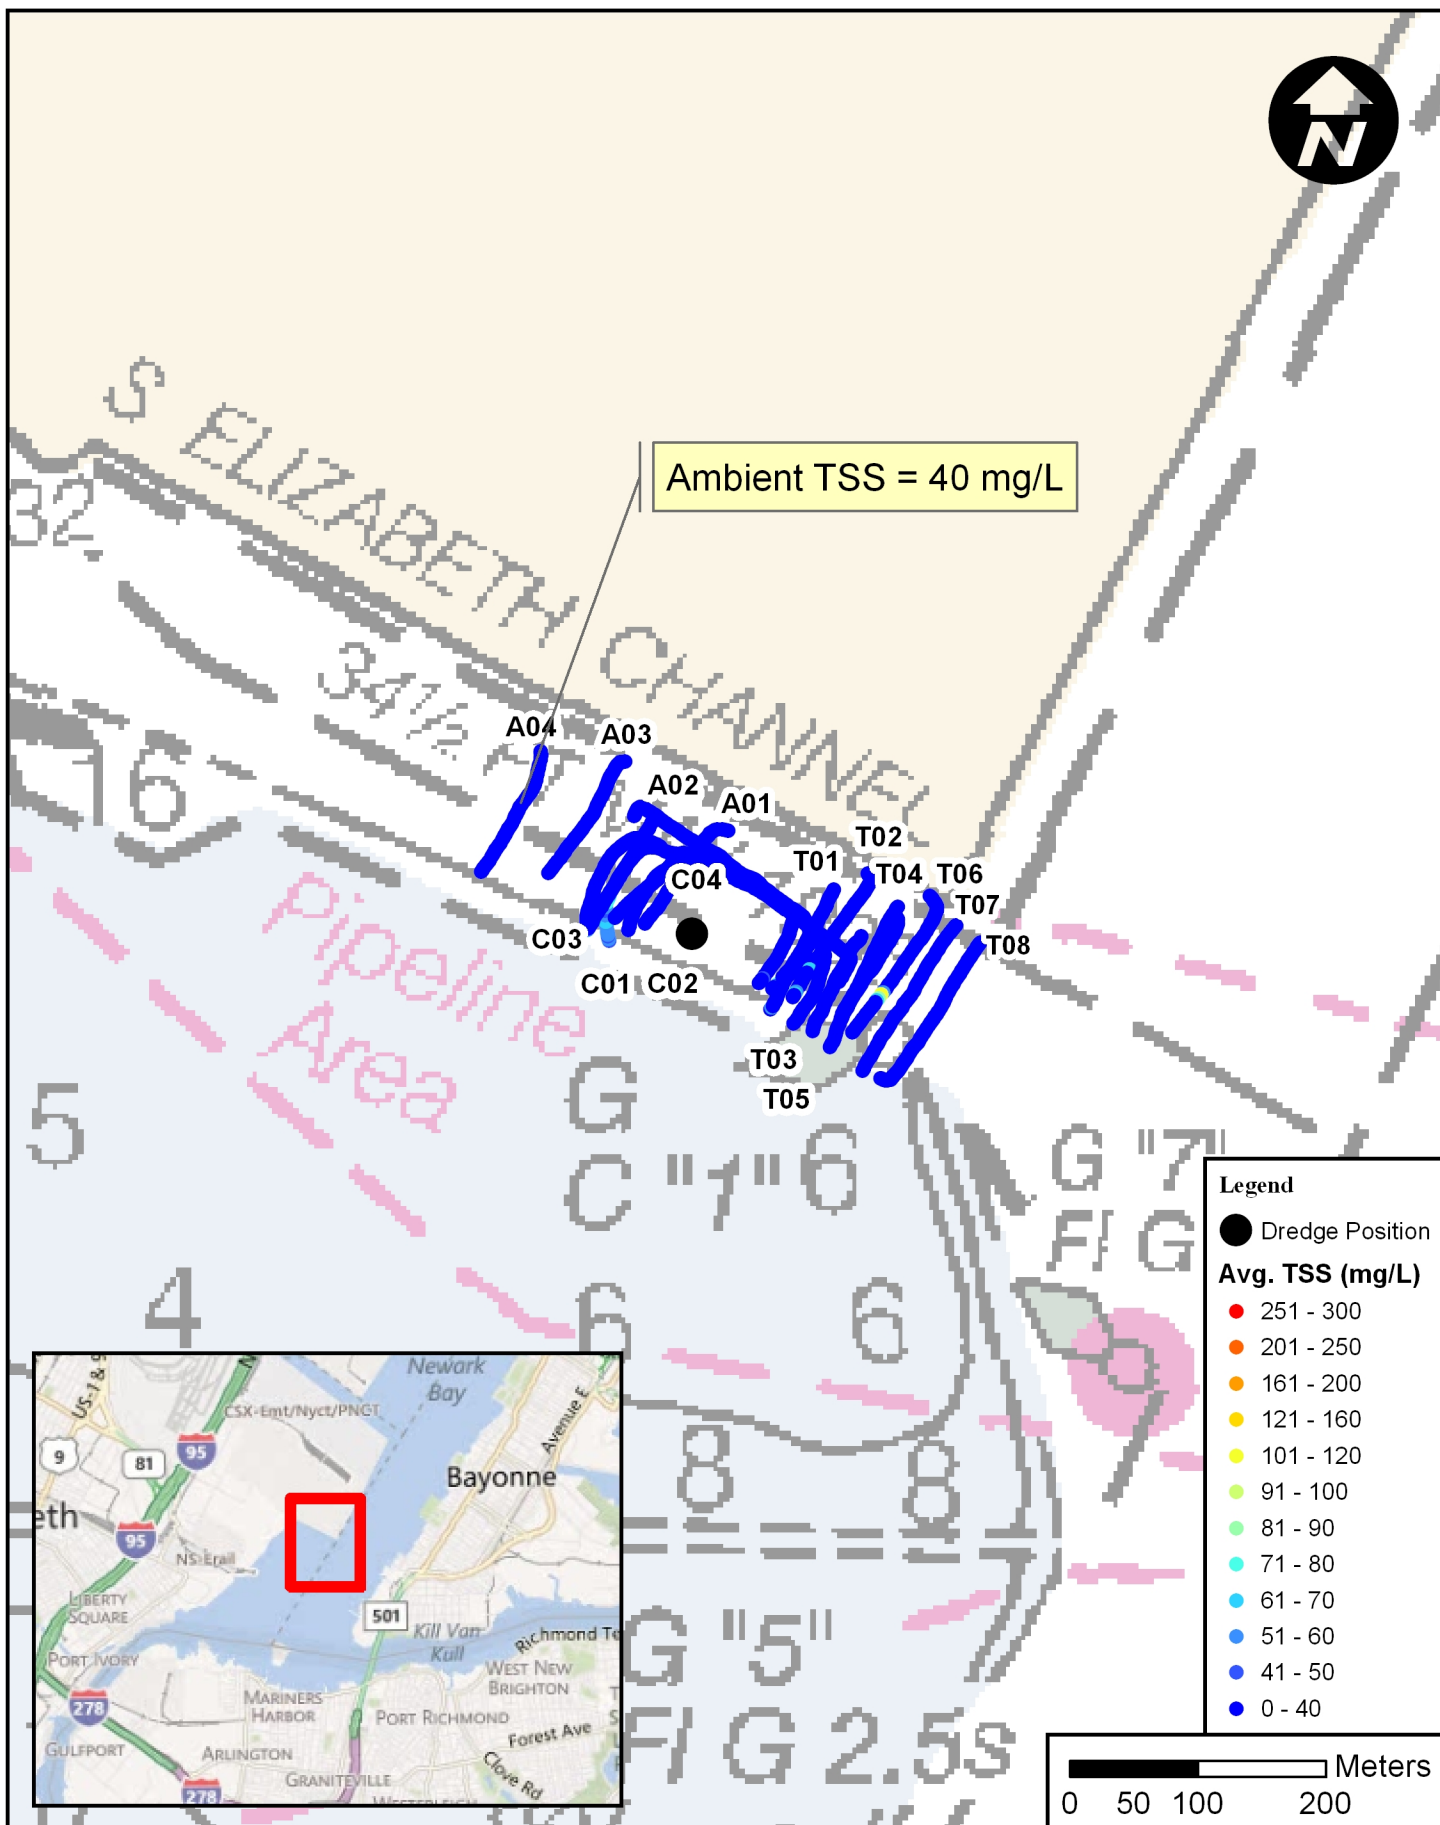 N
S ELIZABETH CHANNEL
32
Ambient TSS = 40 mg/L
34½ FT
16
A04
A03
A02
A01
T02
T01
T04
T06
C04
T07
T08
C03
C01
C02
T03
T05
Pipeline
Area
G
C "1"
6
5
4
6
6
8
8
G "7"
Fl G
G "5"
Fl G 2.5s
Legend
Dredge Position
Avg. TSS (mg/L)
251 - 300
201 - 250
161 - 200
121 - 160
101 - 120
91 - 100
81 - 90
71 - 80
61 - 70
51 - 60
41 - 50
0 - 40
Meters
0 50 100 200
Newark
Bay
US-1 & 9
CSX-Emt/Nyct/PNCT
Avenue E
9
81
95
Bayonne
eth
95
NS-Erail
LIBERTY
SQUARE
501
Kill Van
Kull
Richmond Te
PORT IVORY
WEST NEW
BRIGHTON
MARINERS
HARBOR
PORT RICHMOND
278
Forest Ave
GULFPORT
ARLINGTON
Clove Rd
GRANITEVILLE
278
WESTERLEIGH